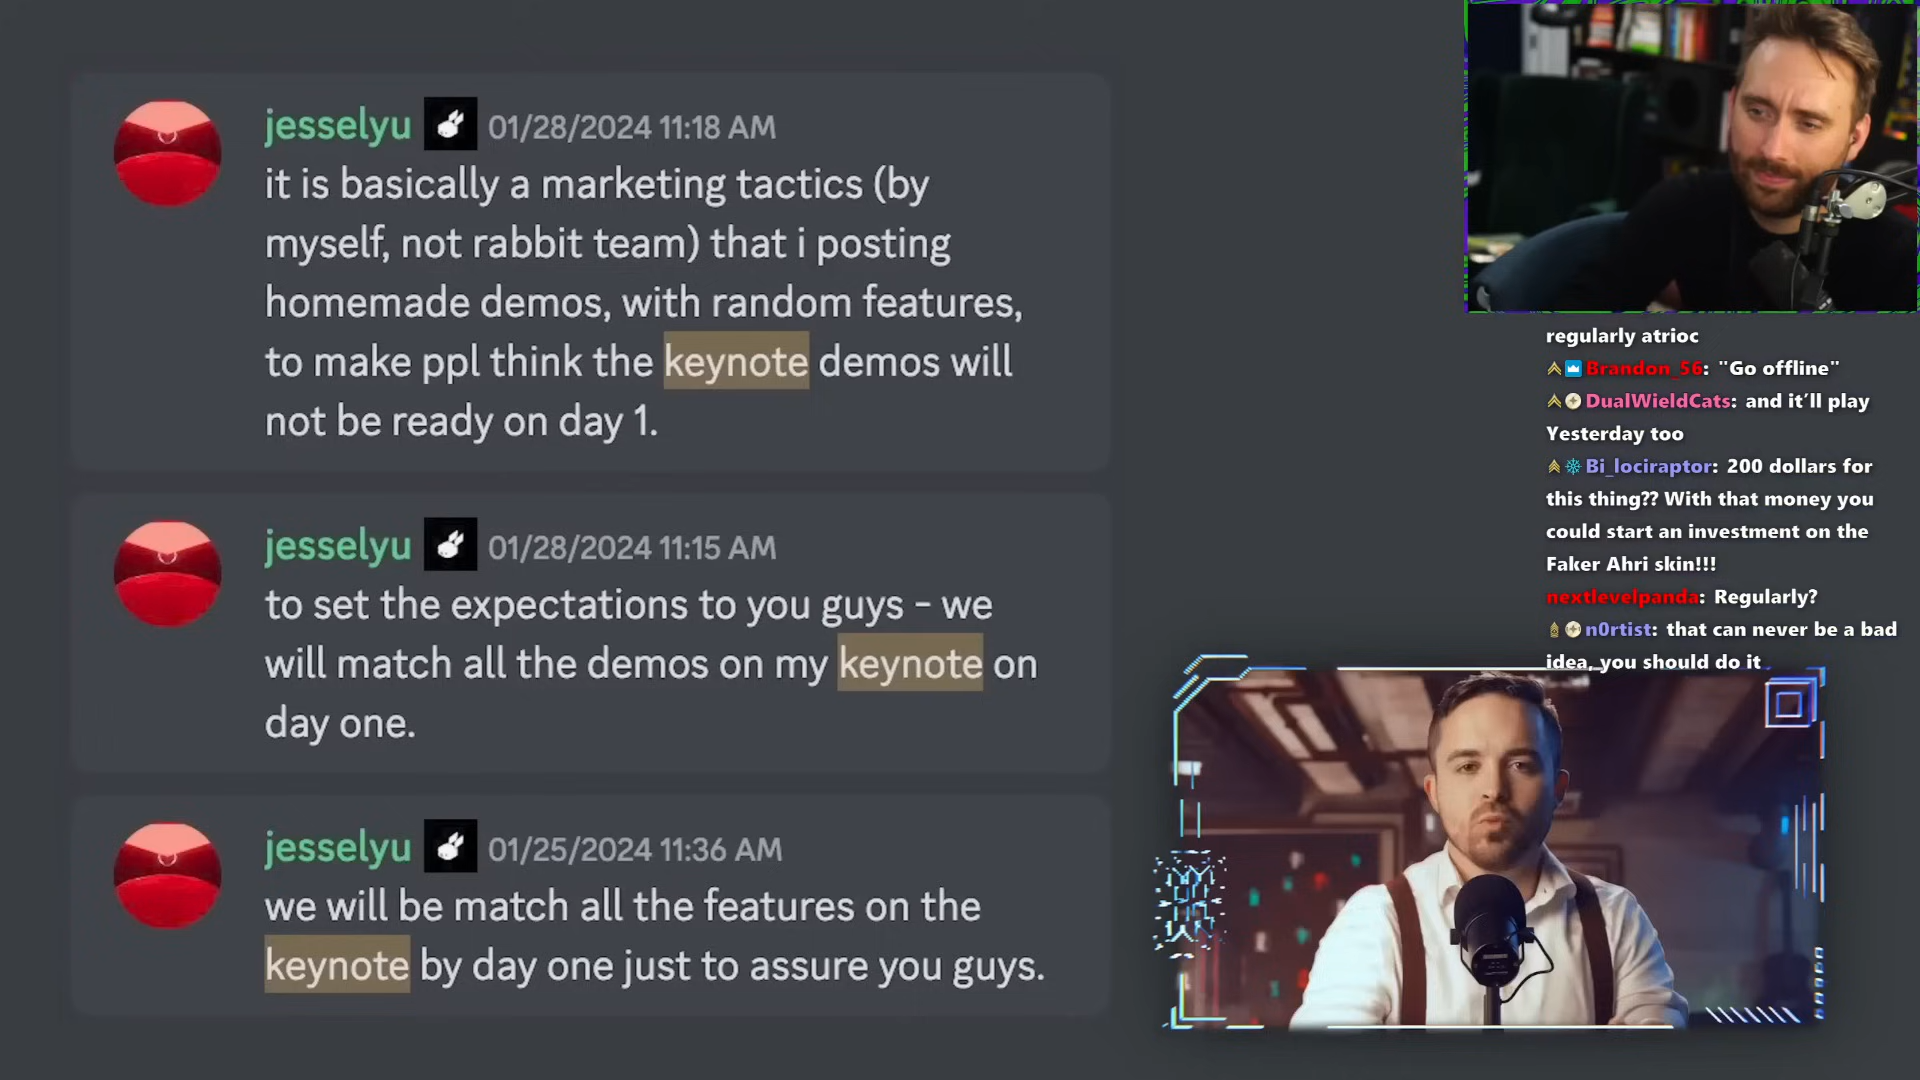 jesselyu 01/28/2024 11:18 AM
it is basically a marketing tactics (by
myself, not rabbit team) that i posting
homemade demos, with random features,
to make ppl think the keynote demos will
not be ready on day 1.
jesselyu 01/28/2024 11:15 AM
to set the expectations to you guys - we
will match all the demos on my keynote on
day one.
jesselyu 01/25/2024 11:36 AM
we will be match all the features on the
keynote by day one just to assure you guys.
regularly atrioc
Brandon_56: "Go offline"
DualWieldCats: and it’ll play
Yesterday too
Bi_lociraptor: 200 dollars for
this thing?? With that money you
could start an investment on the
Faker Ahri skin!!!
nextlevelpanda: Regularly?
n0rtist: that can never be a bad
idea, you should do it